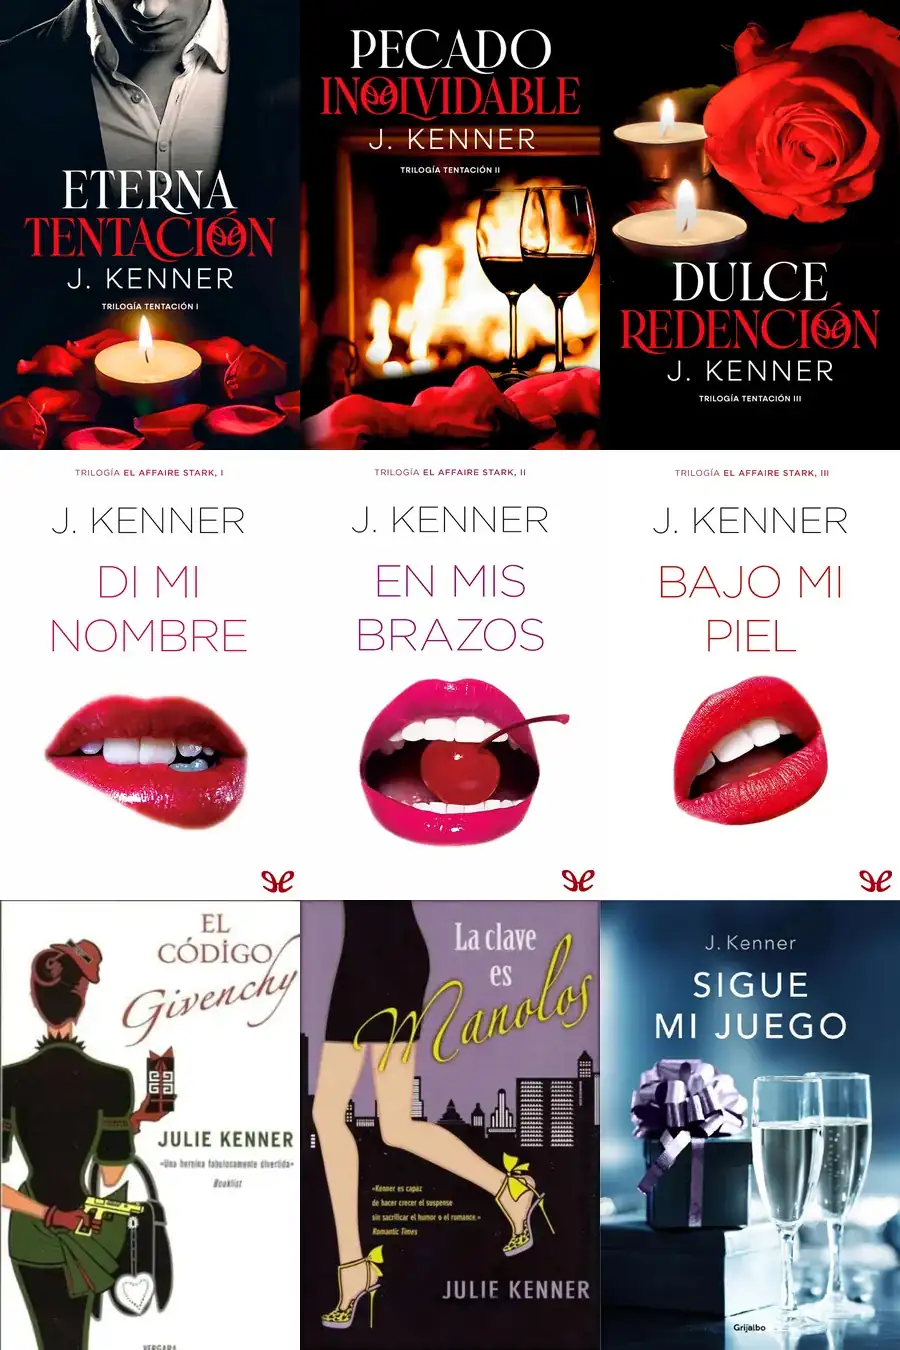 ETERNA
TENTACIÓN
J. KENNER
TRILOGÍA TENTACIÓN I
PECADO
INOLVIDABLE
J. KENNER
TRILOGÍA TENTACIÓN II
DULCE
REDENCIÓN
J. KENNER
TRILOGÍA TENTACIÓN III
TRILOGÍA EL AFFAIRE STARK, I
J. KENNER
DI MI
NOMBRE
TRILOGÍA EL AFFAIRE STARK, II
J. KENNER
EN MIS
BRAZOS
TRILOGÍA EL AFFAIRE STARK, III
J. KENNER
BAJO MI
PIEL
EL
CÓDIGO
Givenchy
JULIE KENNER
«Una heroína fabulosamente divertida»
Booklist
VERGARA
La clave
es
Manolos
«Kenner es capaz
de hacer crecer el suspense
sin sacrificar el humor o el romance.»
Romantic Times
JULIE KENNER
J. Kenner
SIGUE
MI JUEGO
Grijalbo